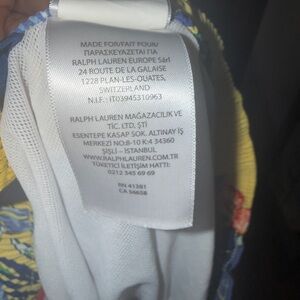 MADE FOR/FAIT POUR/
ΠΑΡΑΣΚΕΥΑΖΕΤΑΙ ΓΙΑ
RALPH LAUREN EUROPE Sàrl
24 ROUTE DE LA GALAISE
1228 PLAN-LES-OUATES,
SWITZERLAND
N.I.F.: IT03945310963
RALPH LAUREN MAĞAZACILIK VE
TİC. LTD. ŞTİ
ESENTEPE KASAP SOK. ALTINAY İŞ
MERKEZİ NO:8-10 K:4 34360
ŞİŞLİ – İSTANBUL
WWW.RALPHLAUREN.COM.TR
TÜKETİCİ İLETİŞİM HATTI:
0212 345 69 69
RN 41381
CA 56658